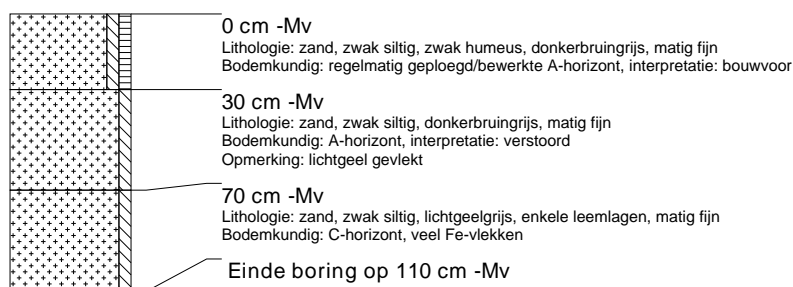 0 cm -Mv
Lithologie: zand, zwak siltig, zwak humeus, donkerbruingrijs, matig fijn
Bodemkundig: regelmatig geploegd/bewerkte A-horizont, interpretatie: bouwvoor
30 cm -Mv
Lithologie: zand, zwak siltig, donkerbruingrijs, matig fijn
Bodemkundig: A-horizont, interpretatie: verstoord
Opmerking: lichtgeel gevlekt
70 cm -Mv
Lithologie: zand, zwak siltig, lichtgeelgrijs, enkele leemlagen, matig fijn
Bodemkundig: C-horizont, veel Fe-vlekken
Einde boring op 110 cm -Mv